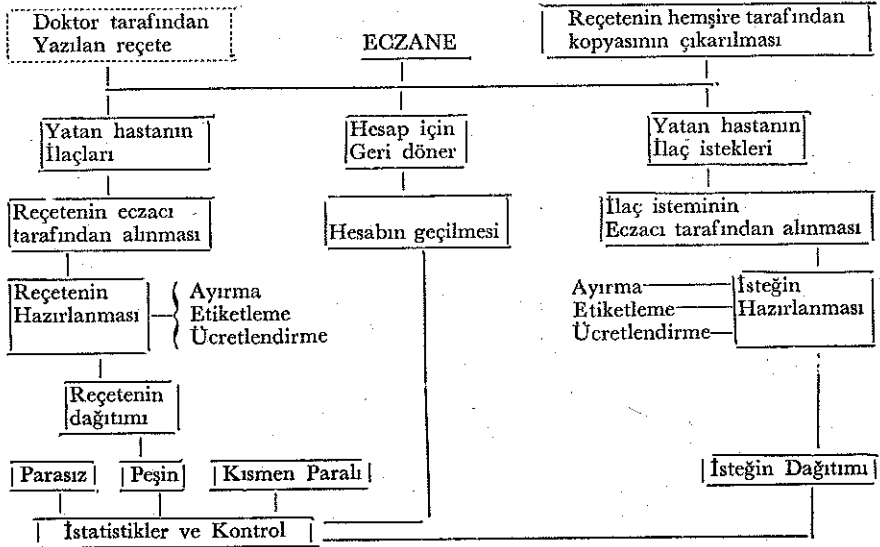 Doktor tarafından
Yazılan reçete
ECZANE
Reçetenin hemşire tarafından
kopyasının çıkarılması
Yatan hastanın
İlaçları
Hesap için
Geri döner
Yatan hastanın
İlaç istekleri
Reçetenin eczacı
tarafından alınması
Hesabın geçilmesi
İlaç isteminin
Eczacı tarafından alınması
Reçetenin
Hazırlanması
Ayırma
Etiketleme
Ücretlendirme
Ayırma
Etiketleme
Ücretlendirme
İsteğin
Hazırlanması
Reçetenin
dağıtımı
Parasız
Peşin
Kısmen Paralı
İsteğin Dağıtımı
İstatistikler ve Kontrol